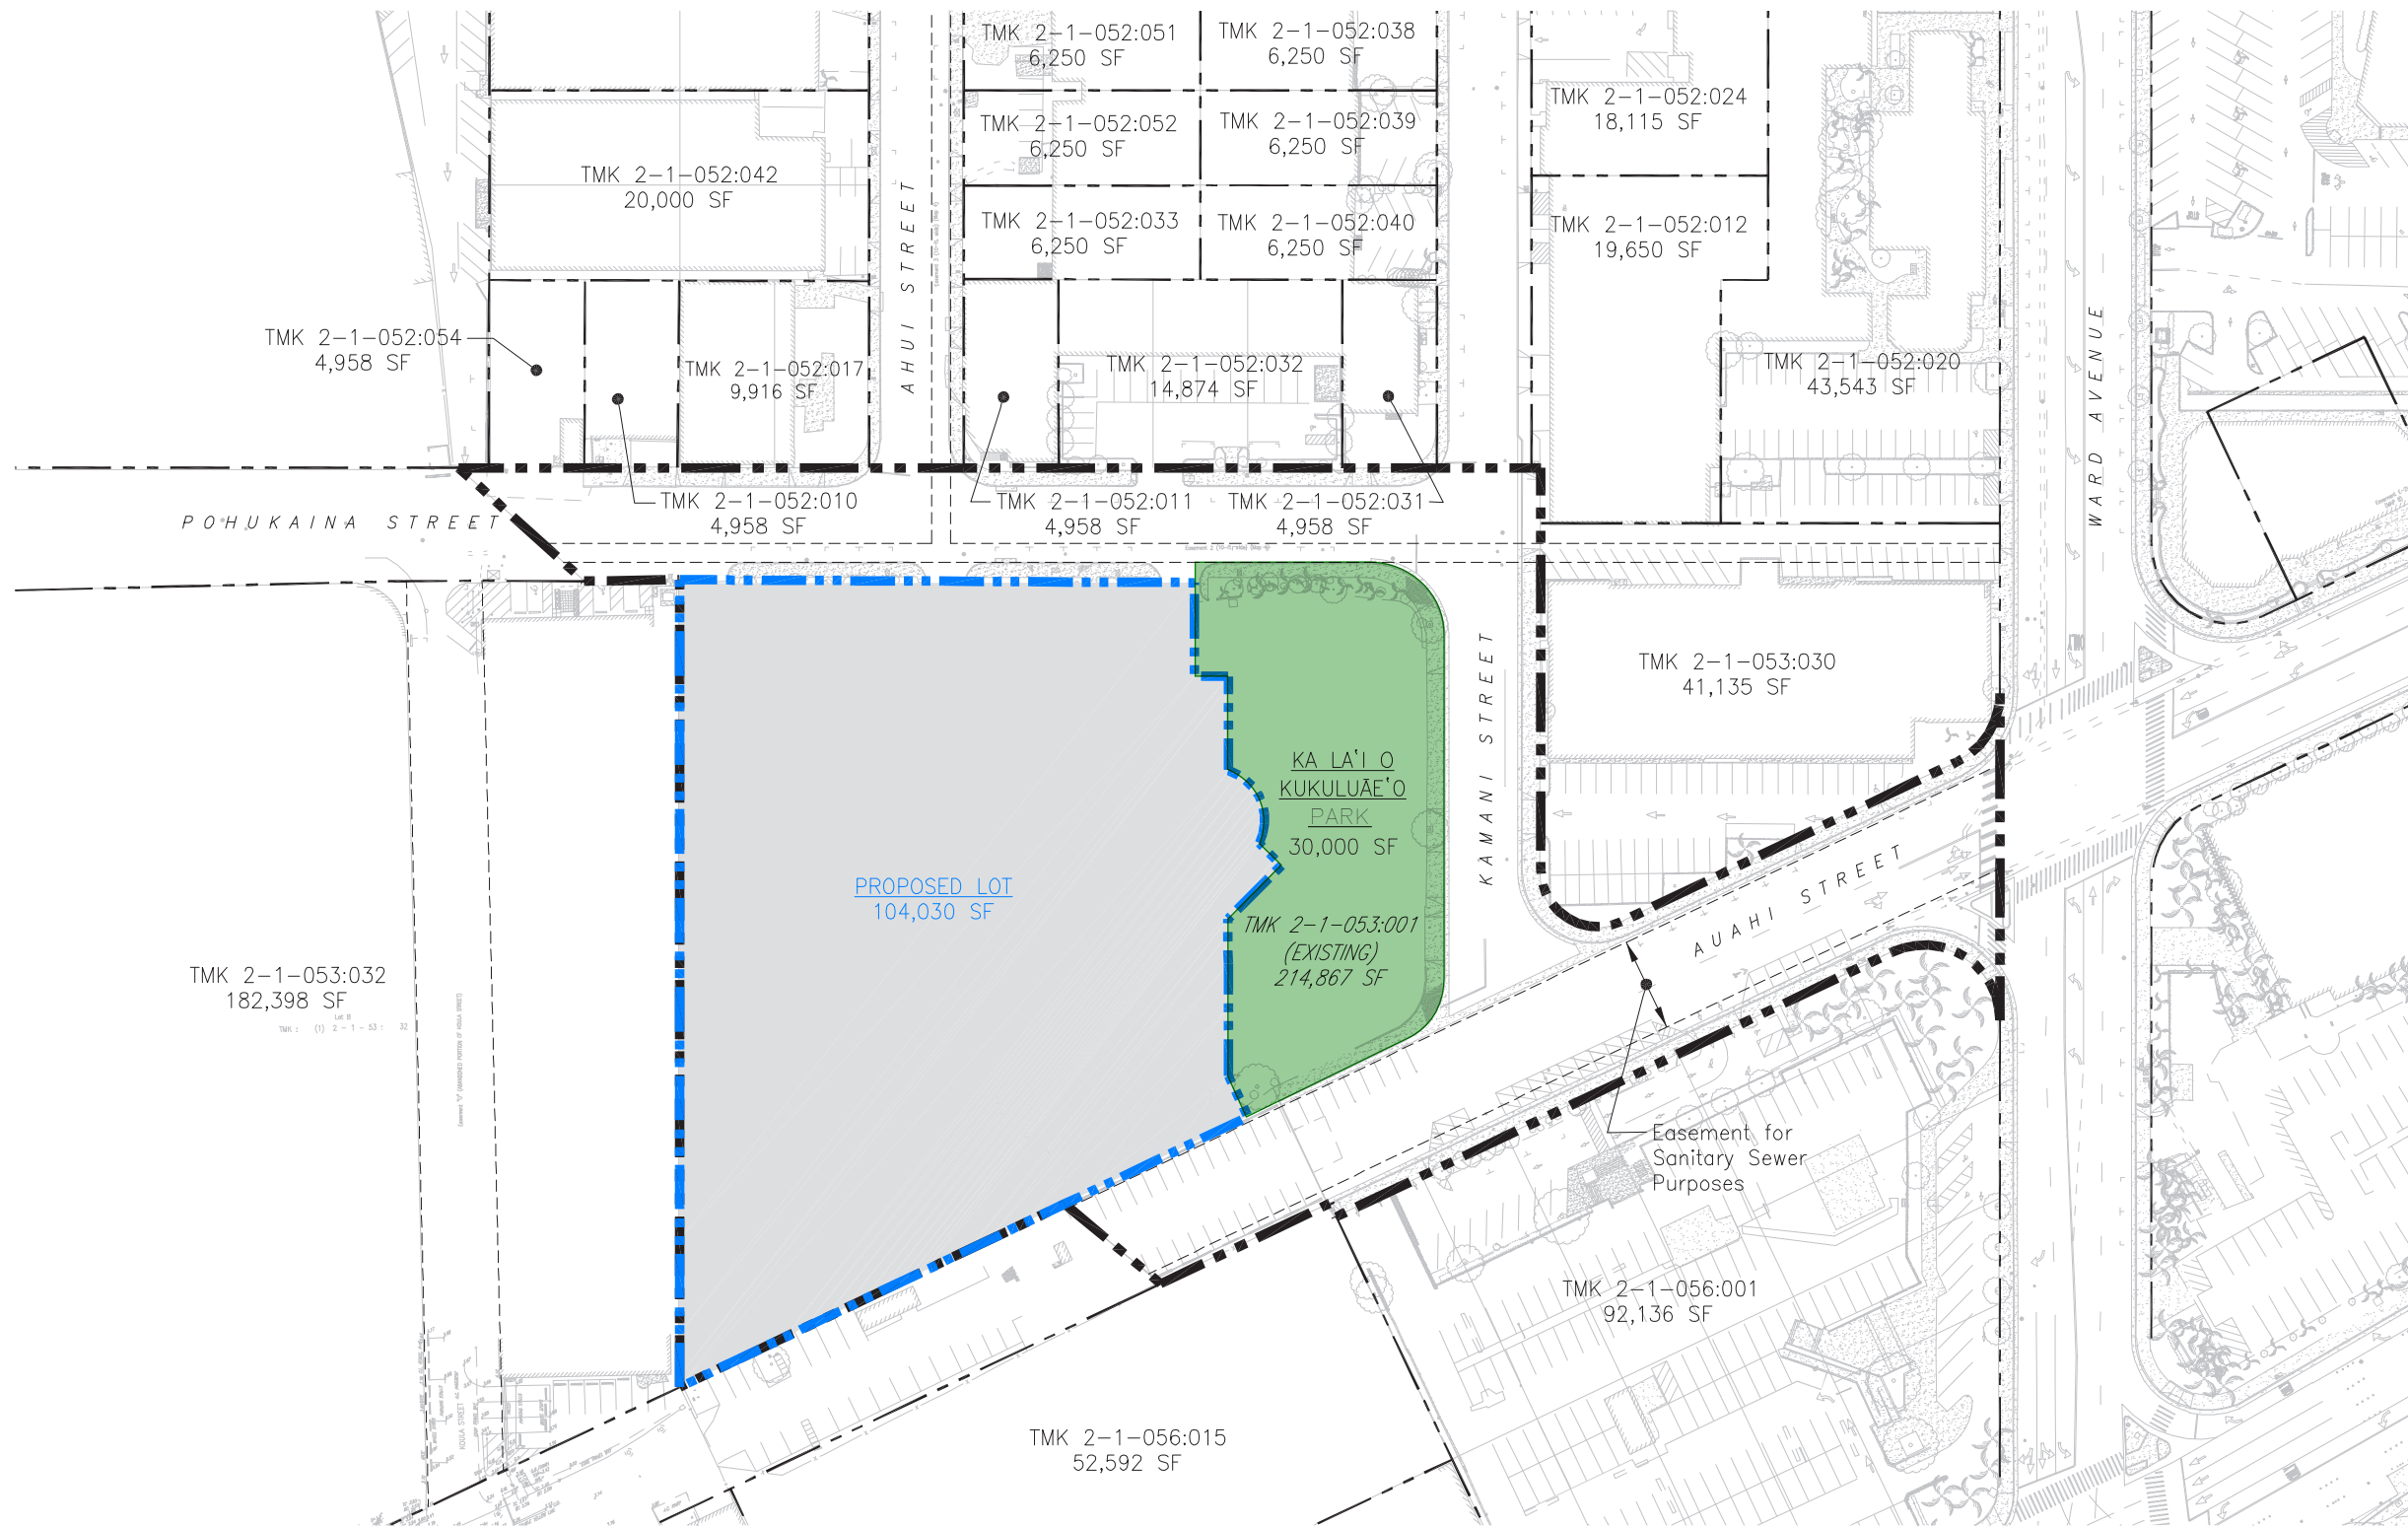 TMK 2-1-052:051
6,250 SF
TMK 2-1-052:038
6,250 SF
TMK 2-1-052:024
18,115 SF
TMK 2-1-052:052
6,250 SF
TMK 2-1-052:039
6,250 SF
TMK 2-1-052:042
20,000 SF
TMK 2-1-052:033
6,250 SF
TMK 2-1-052:040
6,250 SF
TMK 2-1-052:012
19,650 SF
AHUI STREET
TMK 2-1-052:054
4,958 SF
TMK 2-1-052:017
9,916 SF
TMK 2-1-052:032
14,874 SF
TMK 2-1-052:020
43,543 SF
WARD AVENUE
POHUKAINA STREET
TMK 2-1-052:010
4,958 SF
TMK 2-1-052:011
4,958 SF
TMK 2-1-052:031
4,958 SF
TMK 2-1-053:030
41,135 SF
KAMANI STREET
KA LAʻI O
KUKULUĀEʻO
PARK
30,000 SF
PROPOSED LOT
104,030 SF
TMK 2-1-053:001
(EXISTING)
214,867 SF
AUAHI STREET
TMK 2-1-053:032
182,398 SF
Lot B
TMK : (1) 2 - 1 - 53 : 32
Easement for
Sanitary Sewer
Purposes
TMK 2-1-056:001
92,136 SF
TMK 2-1-056:015
52,592 SF